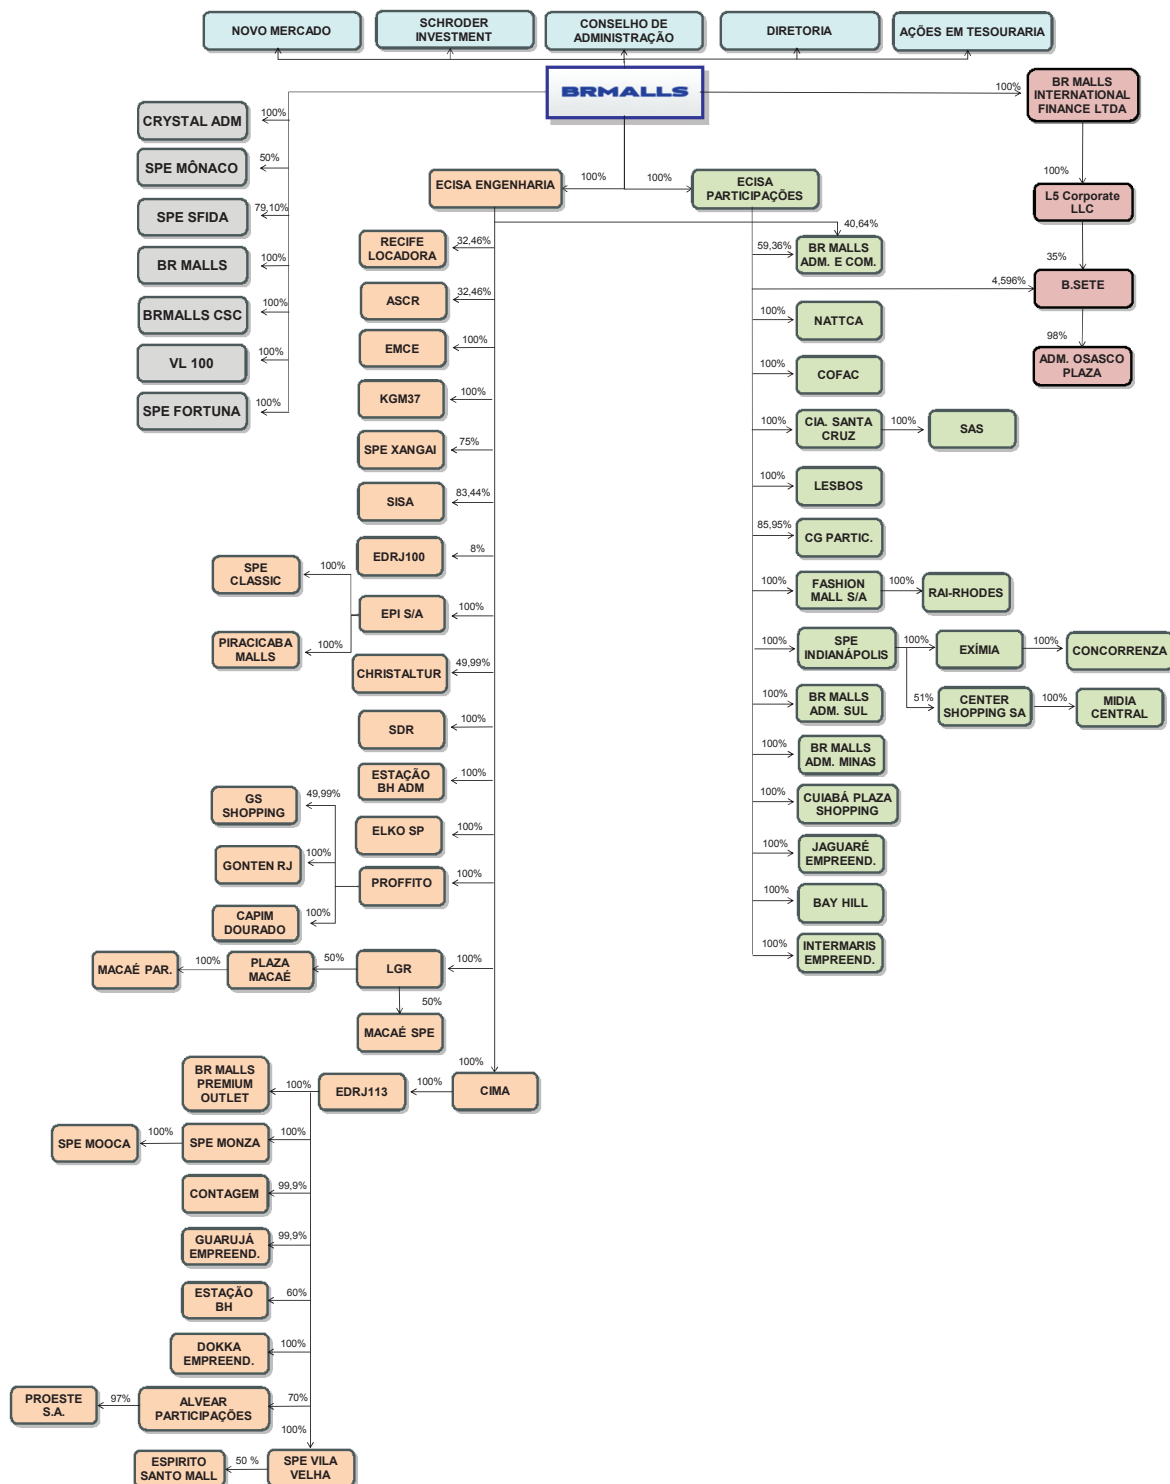 NOVO MERCADO
SCHRODER
INVESTMENT
CONSELHO DE
ADMINISTRAÇÃO
DIRETORIA
AÇÕES EM TESOURARIA
BRMALLS
100%
BR MALLS
INTERNATIONAL
FINANCE LTDA
100%
L5 Corporate
LLC
35%
4,596%
B.SETE
98%
ADM. OSASCO
PLAZA
CRYSTAL ADM
100%
SPE MÔNACO
50%
SPE SFIDA
79,10%
BR MALLS
100%
BRMALLS CSC
100%
VL 100
100%
SPE FORTUNA
100%
ECISA ENGENHARIA
100%
100%
ECISA
PARTICIPAÇÕES
RECIFE
LOCADORA
32,46%
ASCR
32,46%
EMCE
100%
KGM37
100%
SPE XANGAI
75%
SISA
83,44%
EDRJ100
8%
SPE
CLASSIC
100%
EPI S/A
100%
PIRACICABA
MALLS
100%
CHRISTALTUR
49,99%
SDR
100%
ESTAÇÃO
BH ADM
100%
ELKO SP
100%
GS
SHOPPING
49,99%
GONTEN RJ
100%
PROFFITO
100%
CAPIM
DOURADO
100%
MACAÉ PAR.
100%
PLAZA
MACAÉ
50%
LGR
100%
50%
MACAÉ SPE
100%
CIMA
100%
EDRJ113
100%
BR MALLS
PREMIUM
OUTLET
SPE MOOCA
100%
SPE MONZA
100%
CONTAGEM
99,9%
GUARUJÁ
EMPREEND.
99,9%
ESTAÇÃO
BH
60%
DOKKA
EMPREEND.
100%
PROESTE
S.A.
97%
ALVEAR
PARTICIPAÇÕES
70%
100%
ESPIRITO
SANTO MALL
50 %
SPE VILA
VELHA
40,64%
59,36%
BR MALLS
ADM. E COM.
100%
NATTCA
100%
COFAC
100%
CIA. SANTA
CRUZ
100%
SAS
100%
LESBOS
85,95%
CG PARTIC.
100%
FASHION
MALL S/A
100%
RAI-RHODES
100%
SPE
INDIANÁPOLIS
100%
EXÍMIA
100%
CONCORRENZA
51%
CENTER
SHOPPING SA
100%
MIDIA
CENTRAL
100%
BR MALLS
ADM. SUL
100%
BR MALLS
ADM. MINAS
100%
CUIABÁ PLAZA
SHOPPING
100%
JAGUARÉ
EMPREEND.
100%
BAY HILL
100%
INTERMARIS
EMPREEND.